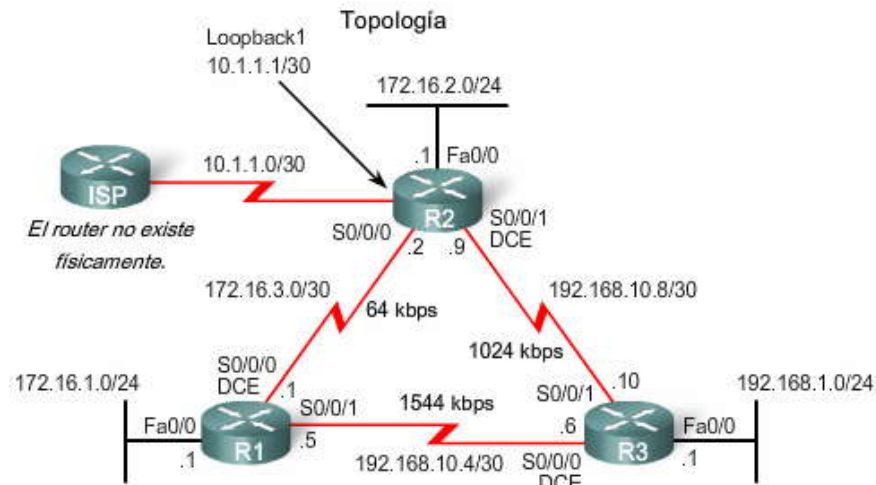 Topología
Loopback1
10.1.1.1/30
172.16.2.0/24
10.1.1.0/30
.1
Fa0/0
ISP
R2
El router no existe
físicamente.
S0/0/0
.2
.9
S0/0/1
DCE
172.16.3.0/30
64 kbps
192.168.10.8/30
1024 kbps
172.16.1.0/24
S0/0/0
DCE
.1
S0/0/1
1544 kbps
S0/0/1
.10
192.168.1.0/24
Fa0/0
.1
R1
.5
.6
R3
Fa0/0
.1
192.168.10.4/30
S0/0/0
DCE